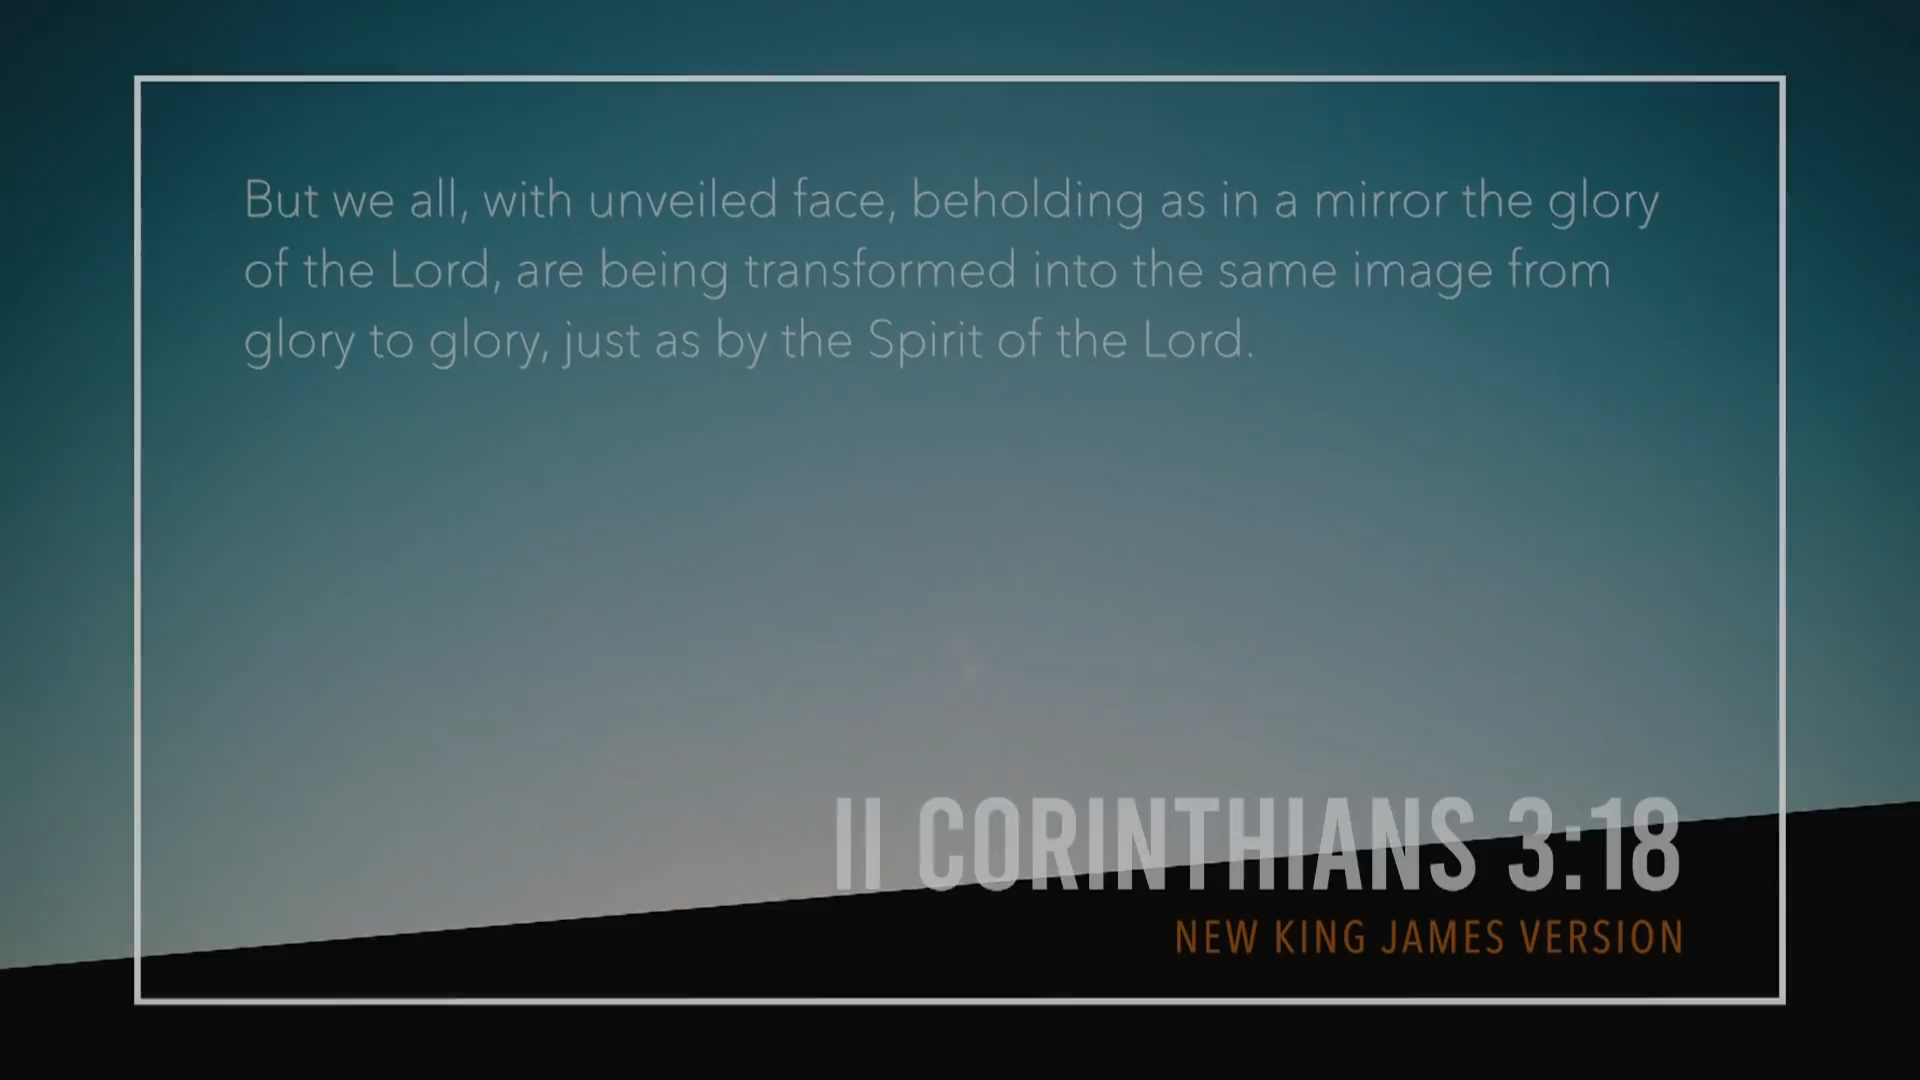 But we all, with unveiled face, beholding as in a mirror the glory
of the Lord, are being transformed into the same image from
glory to glory, just as by the Spirit of the Lord.
II CORINTHIANS 3:18
NEW KING JAMES VERSION